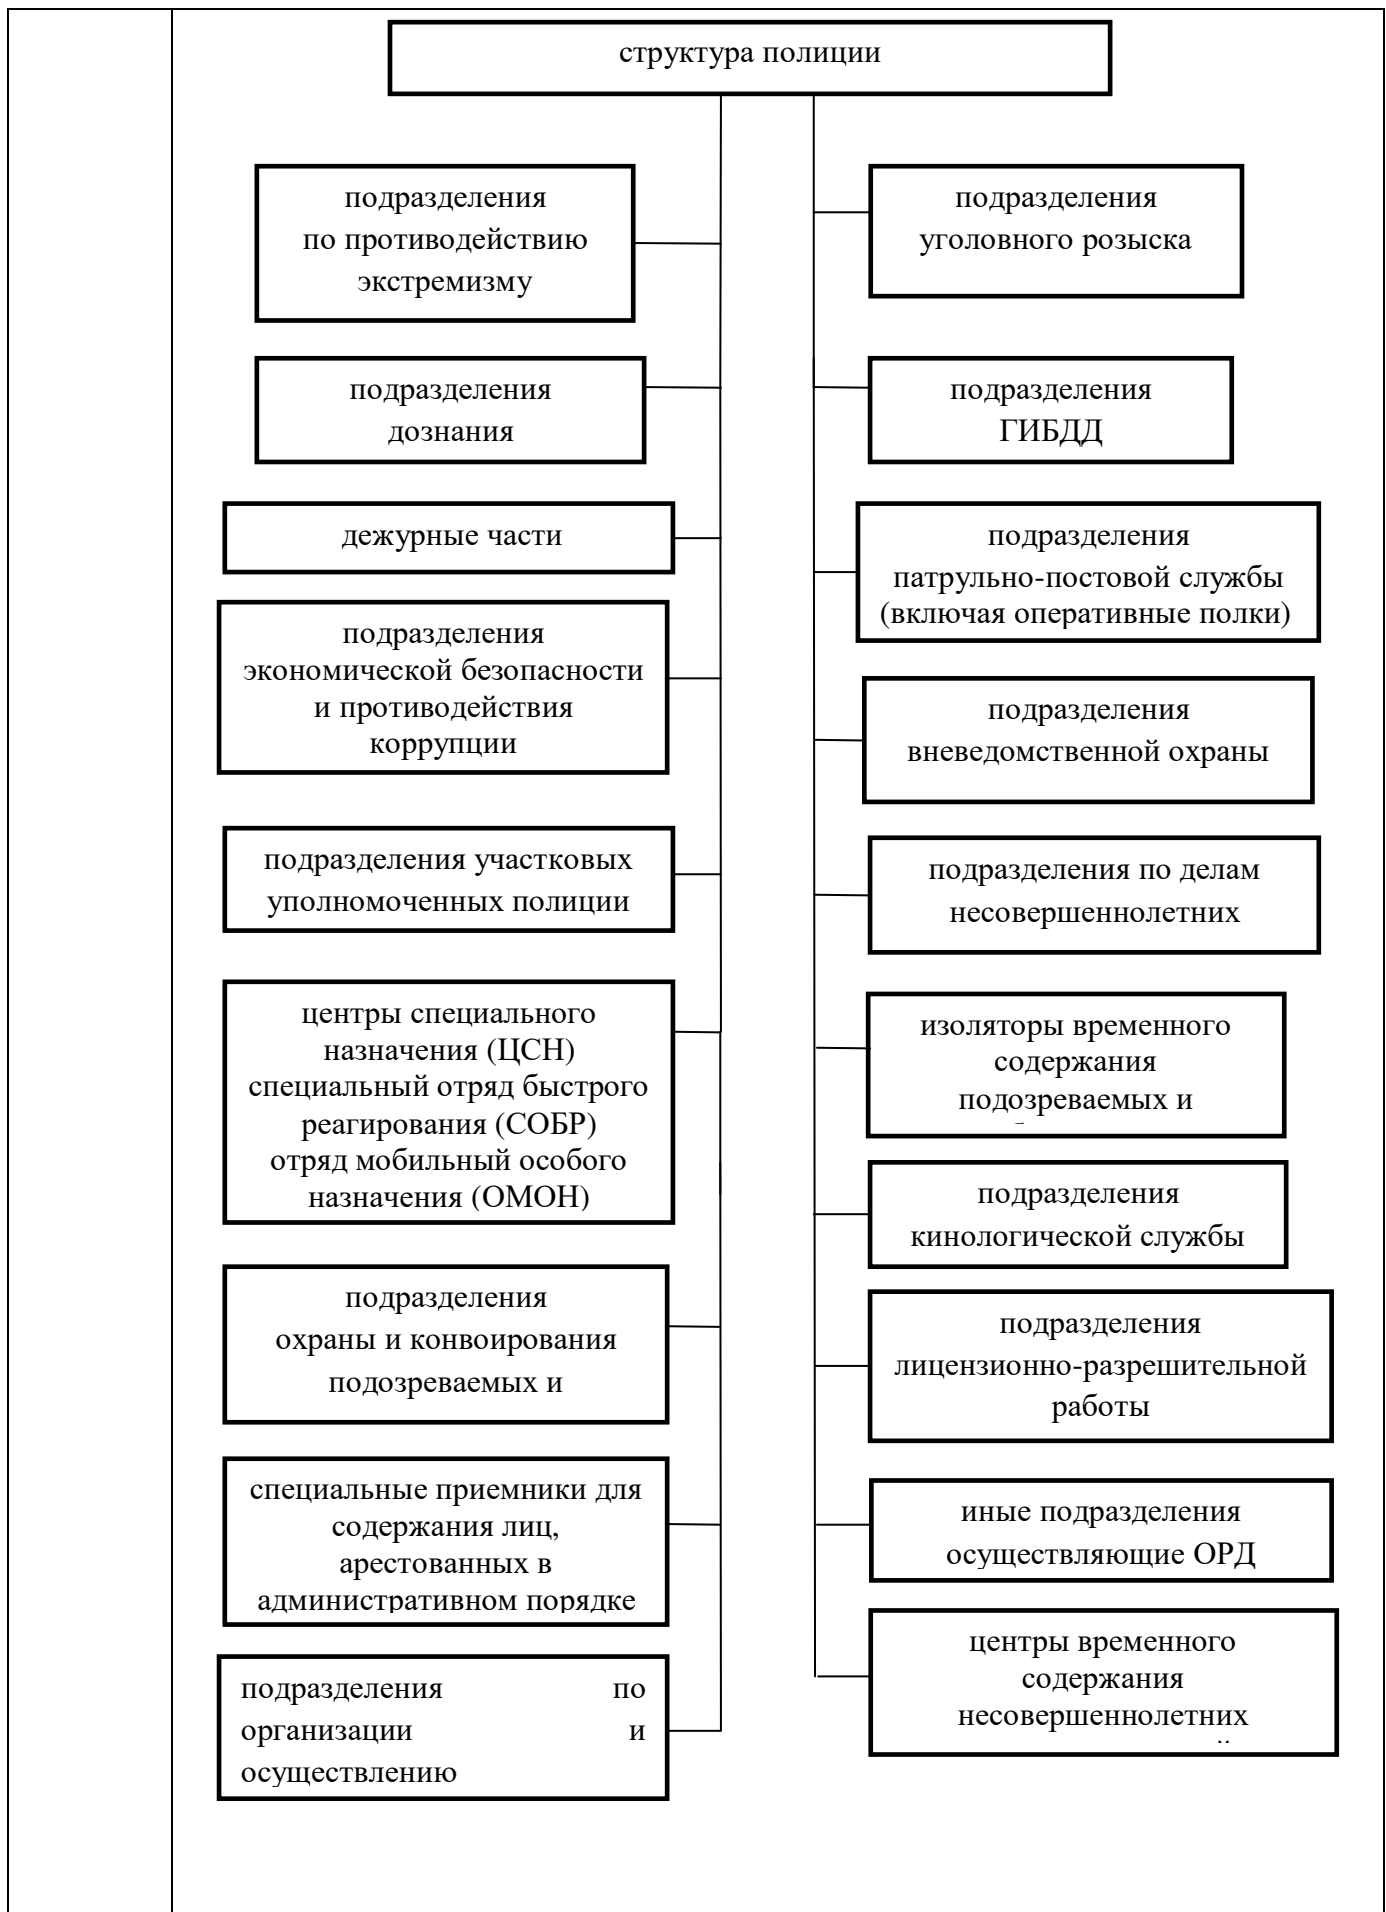 структура полиции
подразделения
по противодействию
экстремизму
подразделения
дознания
дежурные части
подразделения
экономической безопасности
и противодействия
коррупции
подразделения участковых
уполномоченных полиции
центры специального
назначения (ЦСН)
специальный отряд быстрого
реагирования (СОБР)
отряд мобильный особого
назначения (ОМОН)
подразделения
охраны и конвоирования
подозреваемых и
специальные приемники для
содержания лиц,
арестованных в
административном порядке
подразделения по
организации и
осуществлению
подразделения
уголовного розыска
подразделения
ГИБДД
подразделения
патрульно-постовой службы
(включая оперативные полки)
подразделения
вневедомственной охраны
подразделения по делам
несовершеннолетних
изоляторы временного
содержания
подозреваемых и
подразделения
кинологической службы
подразделения
лицензионно-разрешительной
работы
иные подразделения
осуществляющие ОРД
центры временного
содержания
несовершеннолетних